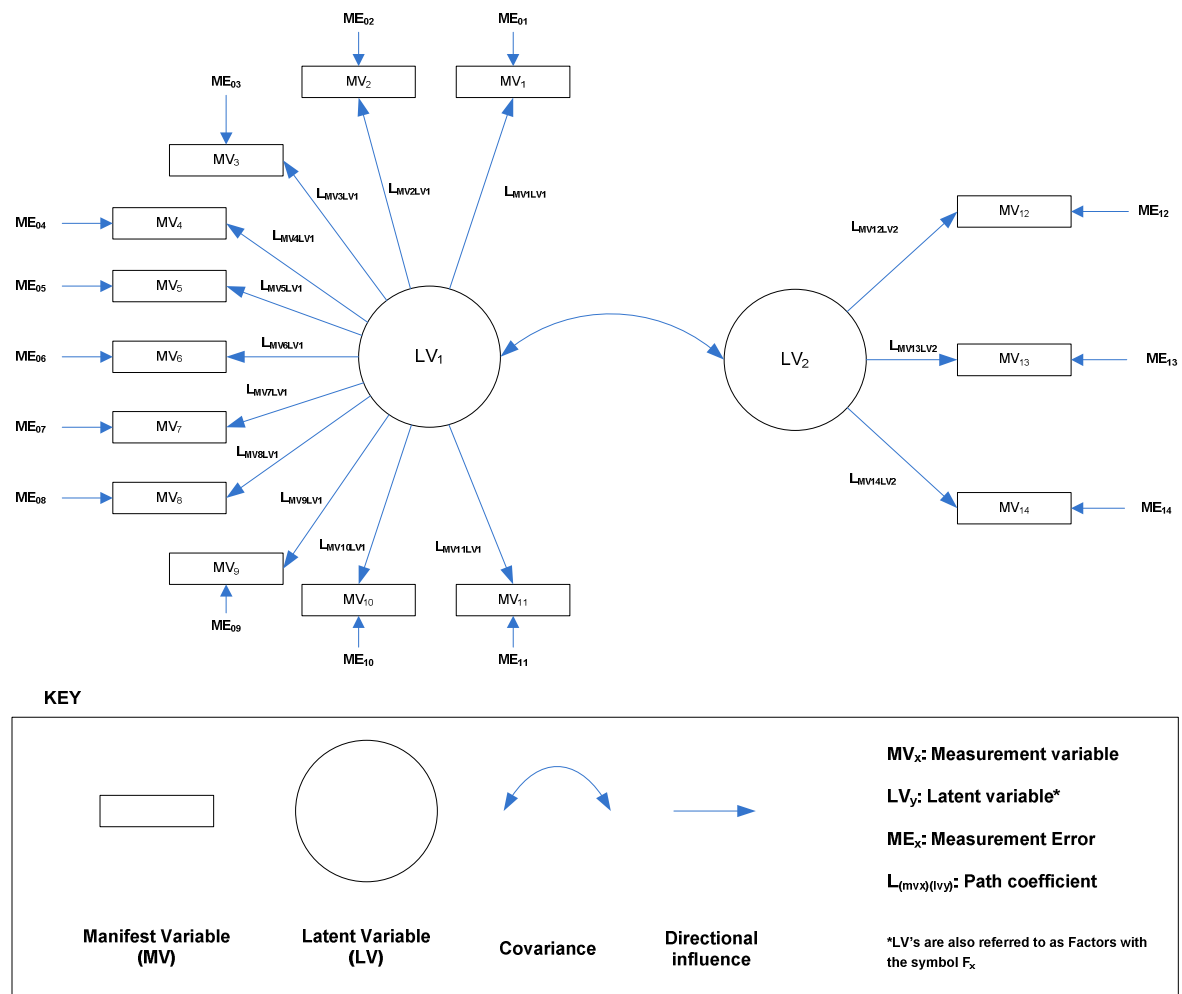 ME02
ME01
MV2
MV1
ME03
MV3
LMV3LV1
LMV2LV1
LMV1LV1
ME04
MV4
LMV4LV1
MV12
ME12
LMV12LV2
ME05
MV5
LMV5LV1
ME06
MV6
LMV6LV1
LV1
LV2
LMV13LV2
MV13
ME13
LMV7LV1
ME07
MV7
LMV8LV1
LMV14LV2
ME08
MV8
LMV9LV1
MV14
ME14
LMV10LV1
LMV11LV1
MV9
MV10
MV11
ME09
ME10
ME11
KEY
MVx: Measurement variable
LVy: Latent variable*
MEx: Measurement Error
L(mvx)(lvy): Path coefficient
Manifest Variable
(MV)
Latent Variable
(LV)
Covariance
Directional
influence
*LV's are also referred to as Factors with
the symbol Fx